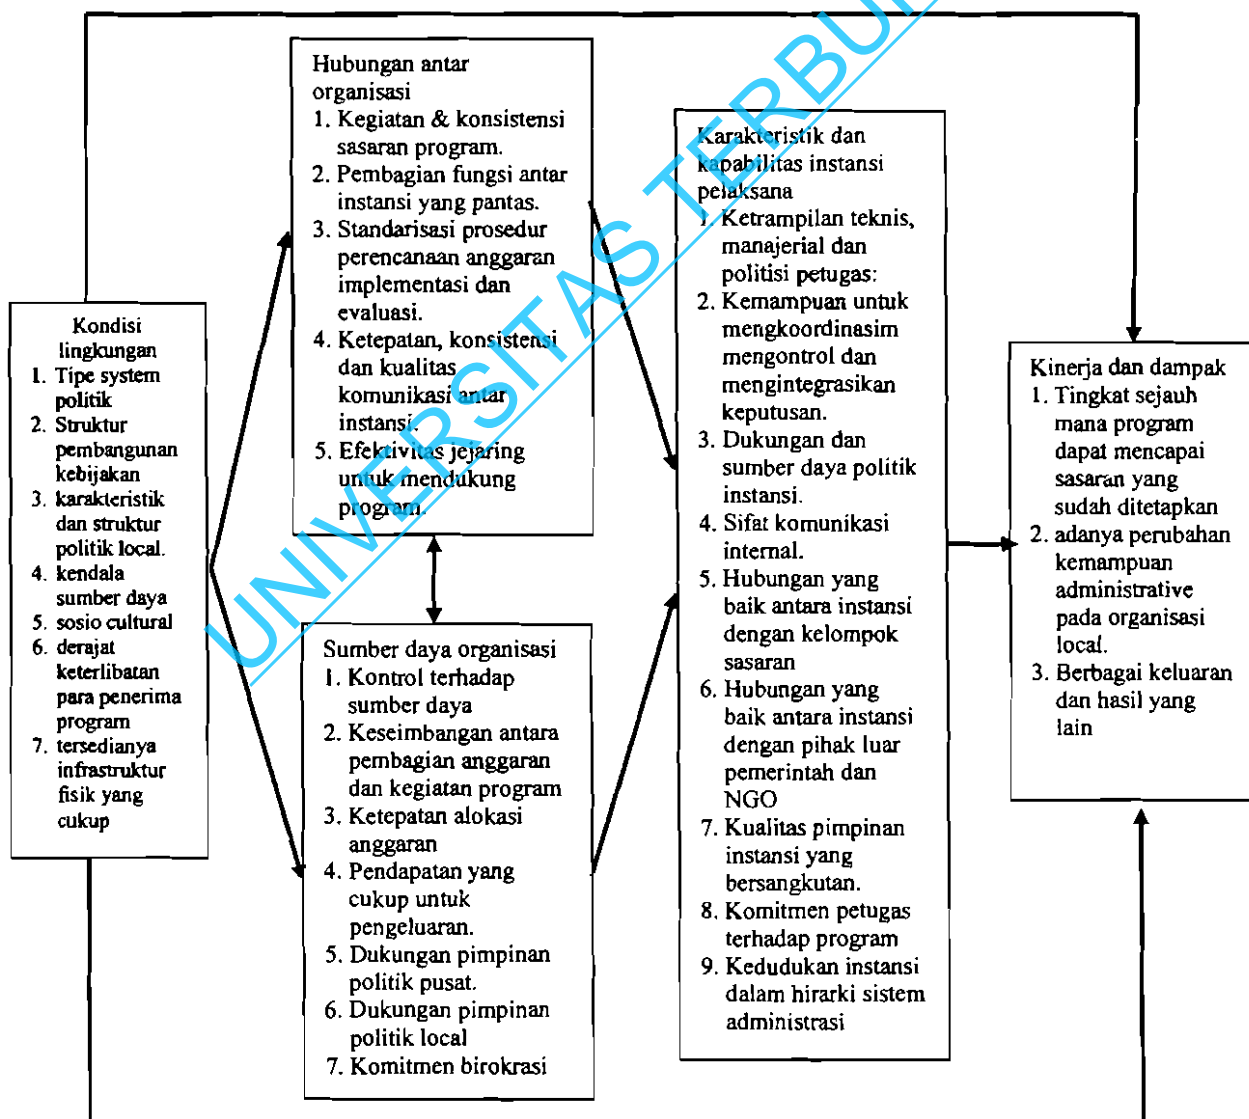 Kondisi
lingkungan
1. Tipe system
politik
2. Struktur
pembangunan
kebijakan
3. karakteristik
dan struktur
politik local.
4. kendala
sumber daya
5. sosio cultural
6. derajat
keterlibatan
para penerima
program
7. tersedianya
infrastruktur
fisik yang
cukup
Hubungan antar
organisasi
1. Kegiatan & konsistensi
sasaran program.
2. Pembagian fungsi antar
instansi yang pantas.
3. Standarisasi prosedur
perencanaan anggaran
implementasi dan
evaluasi.
4. Ketepatan, konsistensi
dan kualitas
komunikasi antar
instansi.
5. Efektivitas jejaring
untuk mendukung
program.
Sumber daya organisasi
1. Kontrol terhadap
sumber daya
2. Keseimbangan antara
pembagian anggaran
dan kegiatan program
3. Ketepatan alokasi
anggaran
4. Pendapatan yang
cukup untuk
pengeluaran.
5. Dukungan pimpinan
politik pusat.
6. Dukungan pimpinan
politik local
7. Komitmen birokrasi
Karakteristik dan
kapabilitas instansi
pelaksana
1. Ketrampilan teknis,
manajerial dan
politisi petugas:
2. Kemampuan untuk
mengkoordinasim
mengontrol dan
mengintegrasikan
keputusan.
3. Dukungan dan
sumber daya politik
instansi.
4. Sifat komunikasi
internal.
5. Hubungan yang
baik antara instansi
dengan kelompok
sasaran
6. Hubungan yang
baik antara instansi
dengan pihak luar
pemerintah dan
NGO
7. Kualitas pimpinan
instansi yang
bersangkutan.
8. Komitmen petugas
terhadap program
9. Kedudukan instansi
dalam hirarki sistem
administrasi
Kinerja dan dampak
1. Tingkat sejauh
mana program
dapat mencapai
sasaran yang
sudah ditetapkan
2. adanya perubahan
kemampuan
administrative
pada organisasi
local.
3. Berbagai keluaran
dan hasil yang
lain
UNIVERSITAS